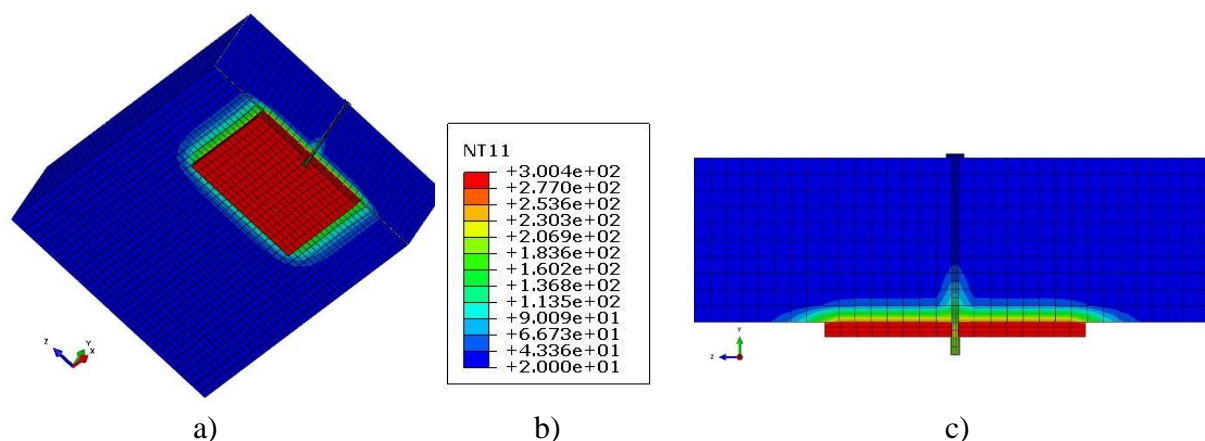 NT11
+3.004e+02
+2.770e+02
+2.536e+02
+2.303e+02
+2.069e+02
+1.836e+02
+1.602e+02
+1.368e+02
+1.135e+02
+9.009e+01
+6.673e+01
+4.336e+01
+2.000e+01
Z
Y
X
Y
Z
a)
b)
c)